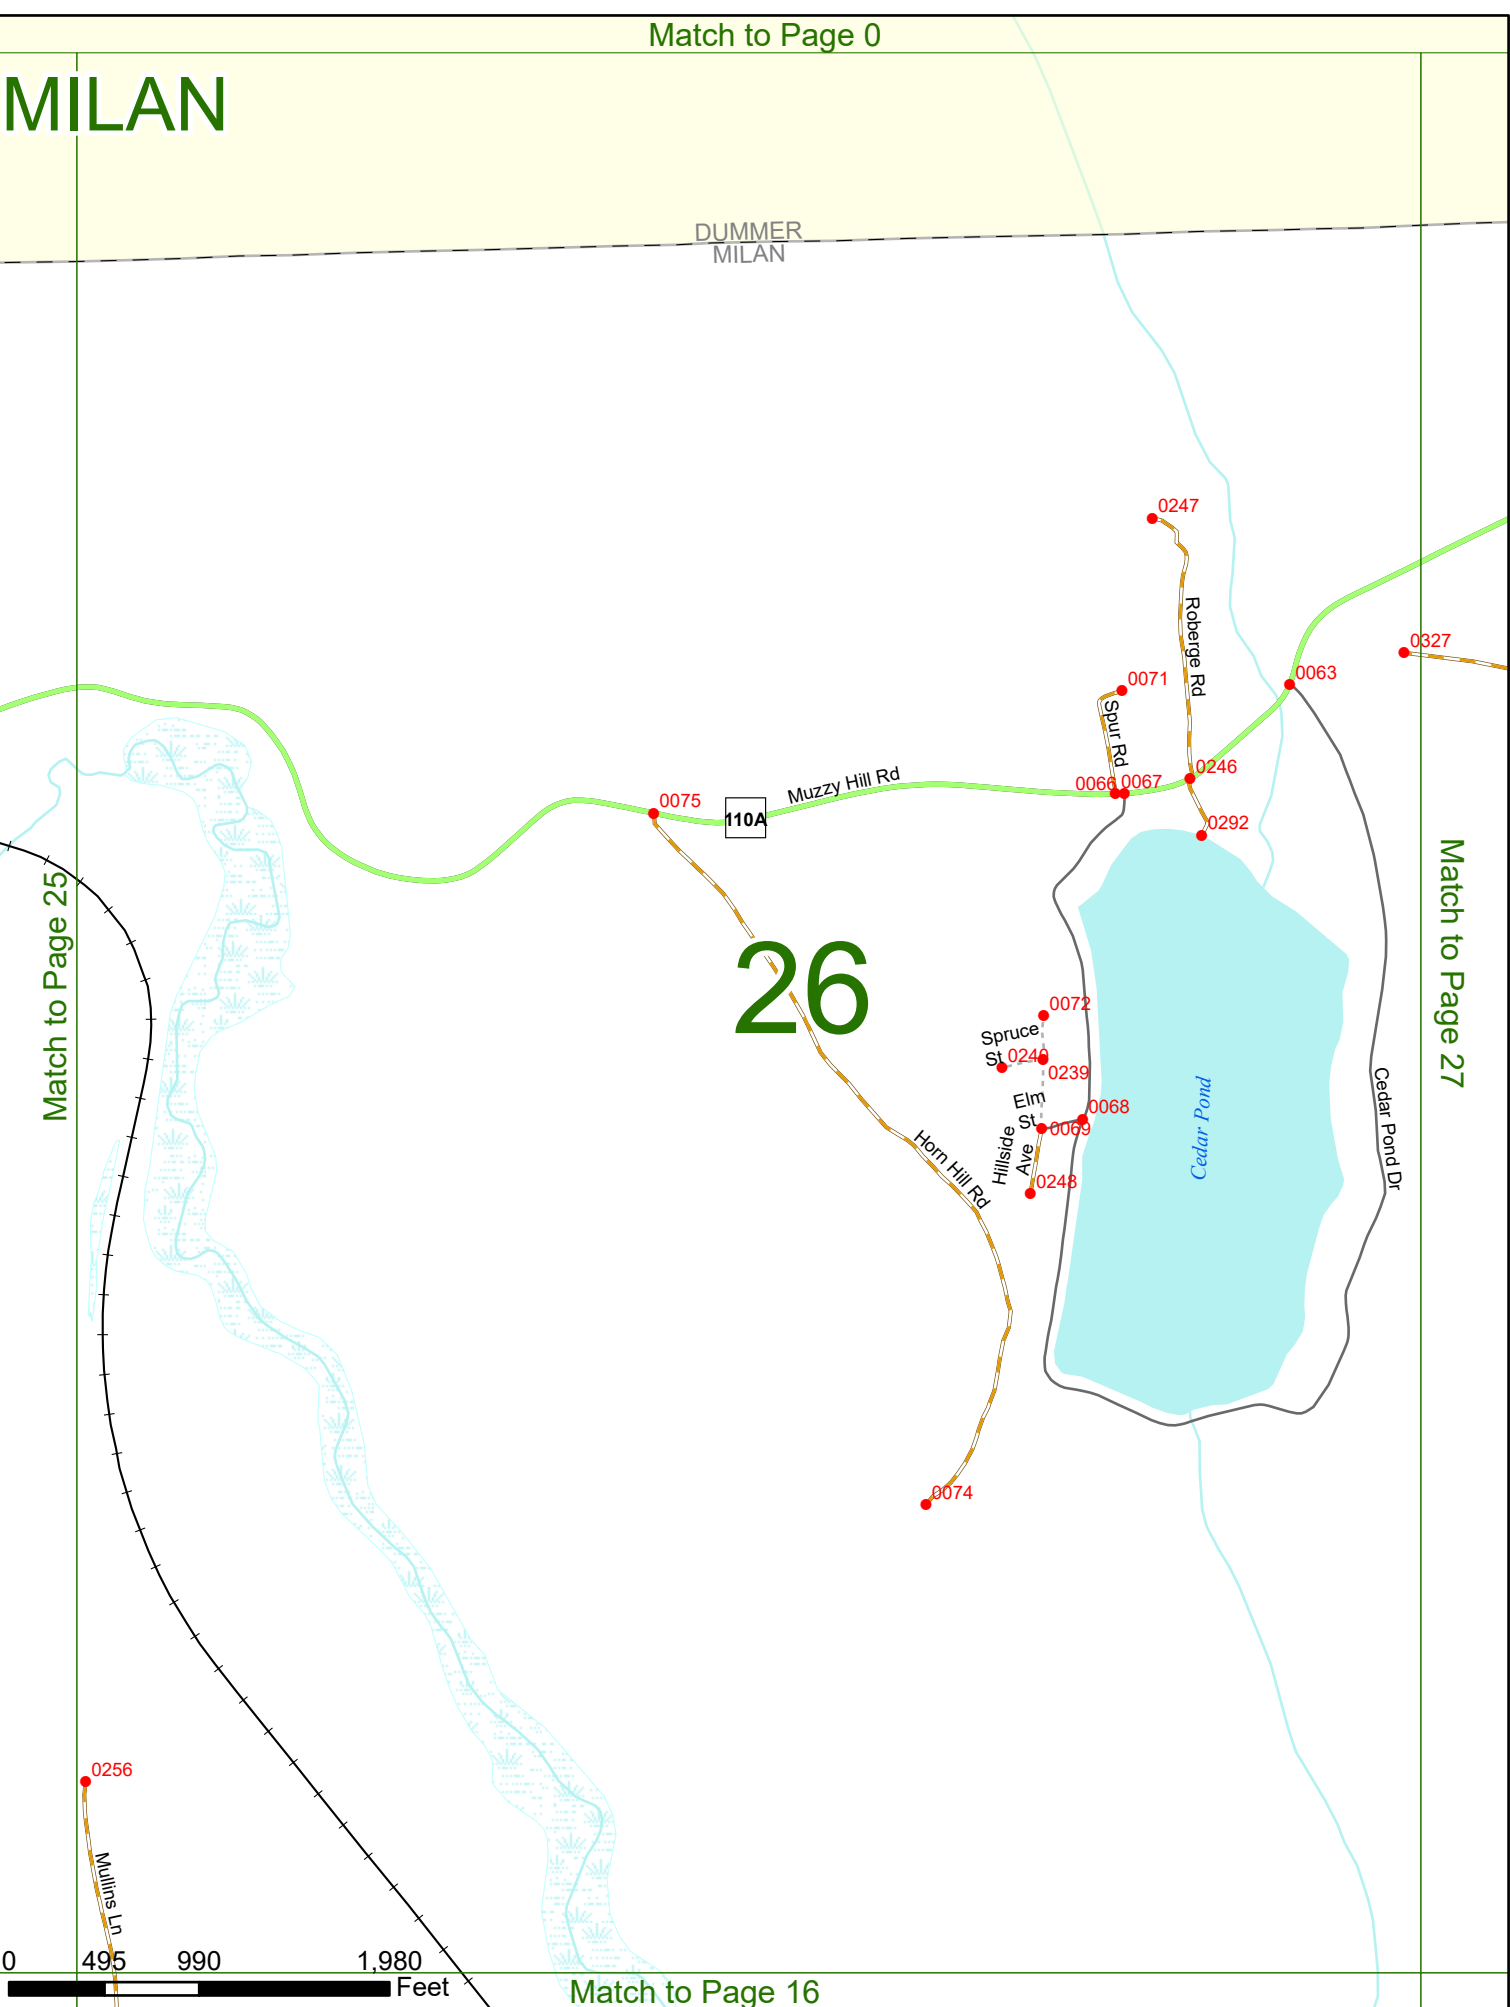 Match to Page 0
MILAN
DUMMER
MILAN
0247
Roberge Rd
0327
0063
0071
Spur Rd
0246
0066
0067
Muzzy Hill Rd
0075
110A
0292
Match to Page 25
Match to Page 27
26
0072
Spruce
St
0240
0239
Elm
St
0068
0069
Hillside
Ave
0248
Cedar Pond
Cedar Pond Dr
Horn Hill Rd
0074
0256
Mullins Ln
0 495 990 1,980
Feet
Match to Page 16